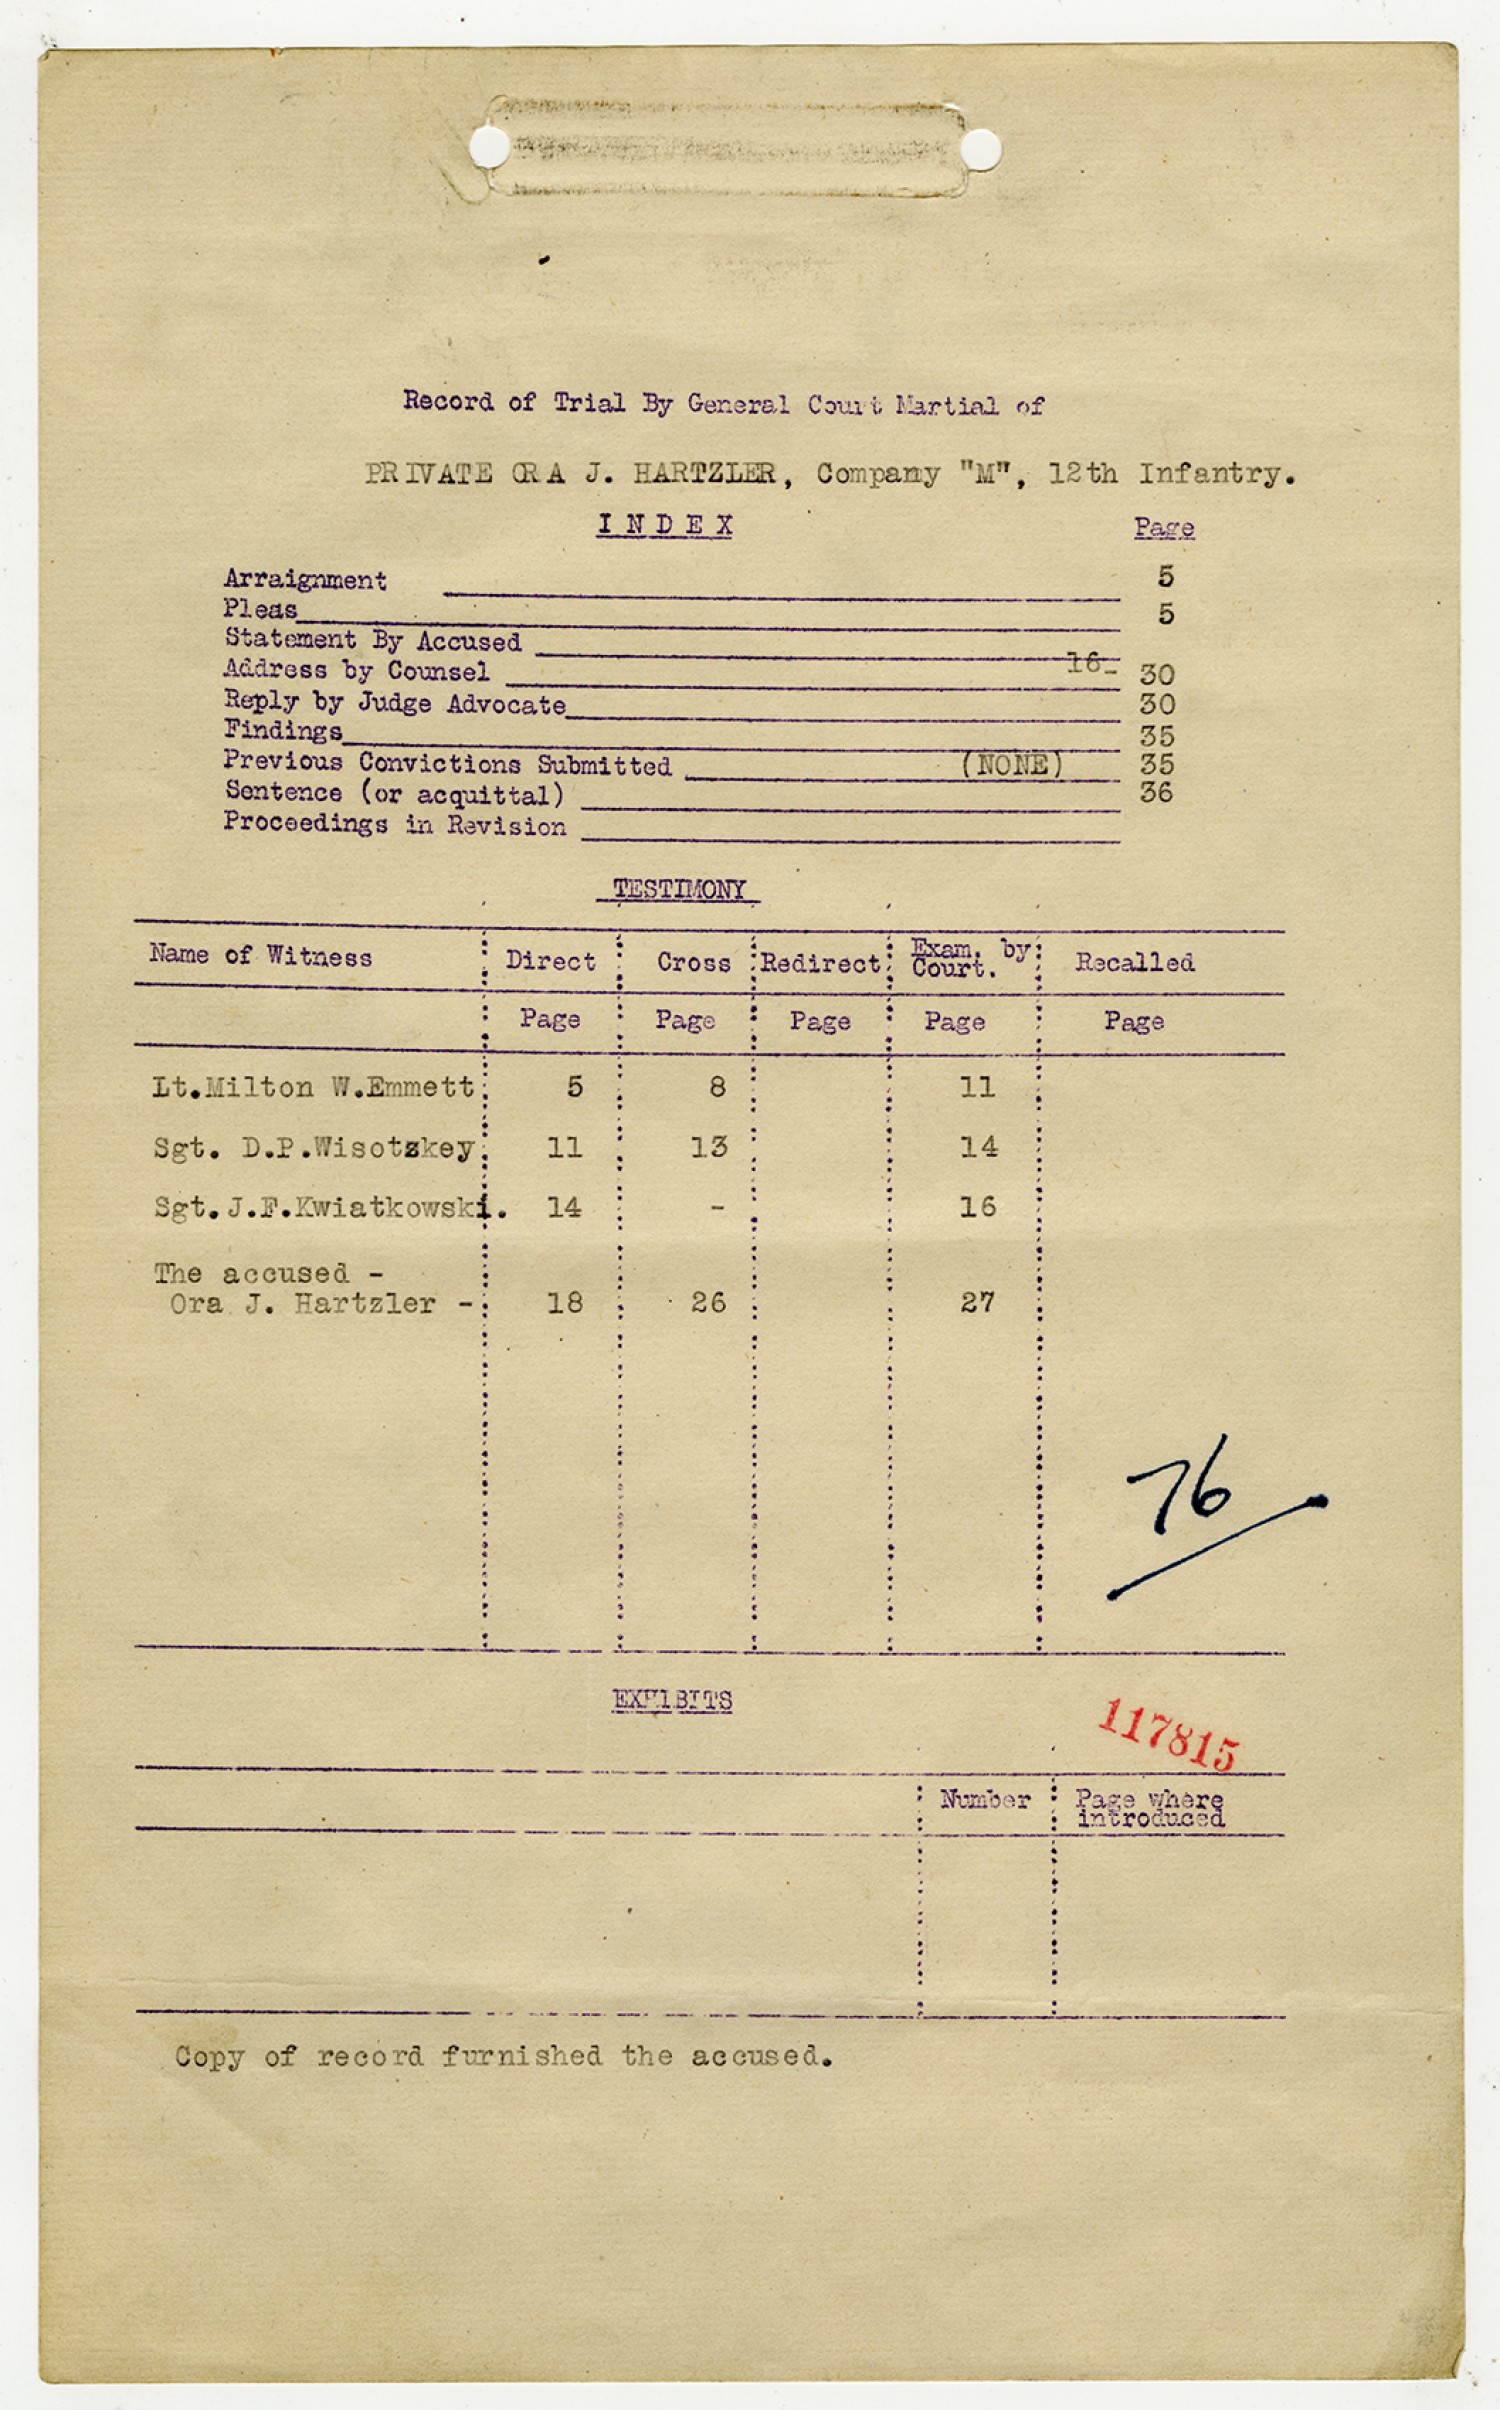 Record of Trial By General Court Martial of
PRIVATE ORA J. HARTZLER, Company "M", 12th Infantry.
I N D E X Page
Arraignment 5
Pleas 5
Statement By Accused
Address by Counsel 16- 30
Reply by Judge Advocate 30
Findings 35
Previous Convictions Submitted (NONE) 35
Sentence (or acquittal) 36
Proceedings in Revision
TESTIMONY
Name of Witness Direct Cross Redirect Exam. by Court. Recalled
Page Page Page Page Page
Lt.Milton W.Emmett 5 8 11
Sgt. D.P.Wisotzkey 11 13 14
Sgt.J.F.Kwiatkowski. 14 - 16
The accused -
Ora J. Hartzler - 18 26 27
76
EXHIBITS
117815
Number Page where introduced
Copy of record furnished the accused.